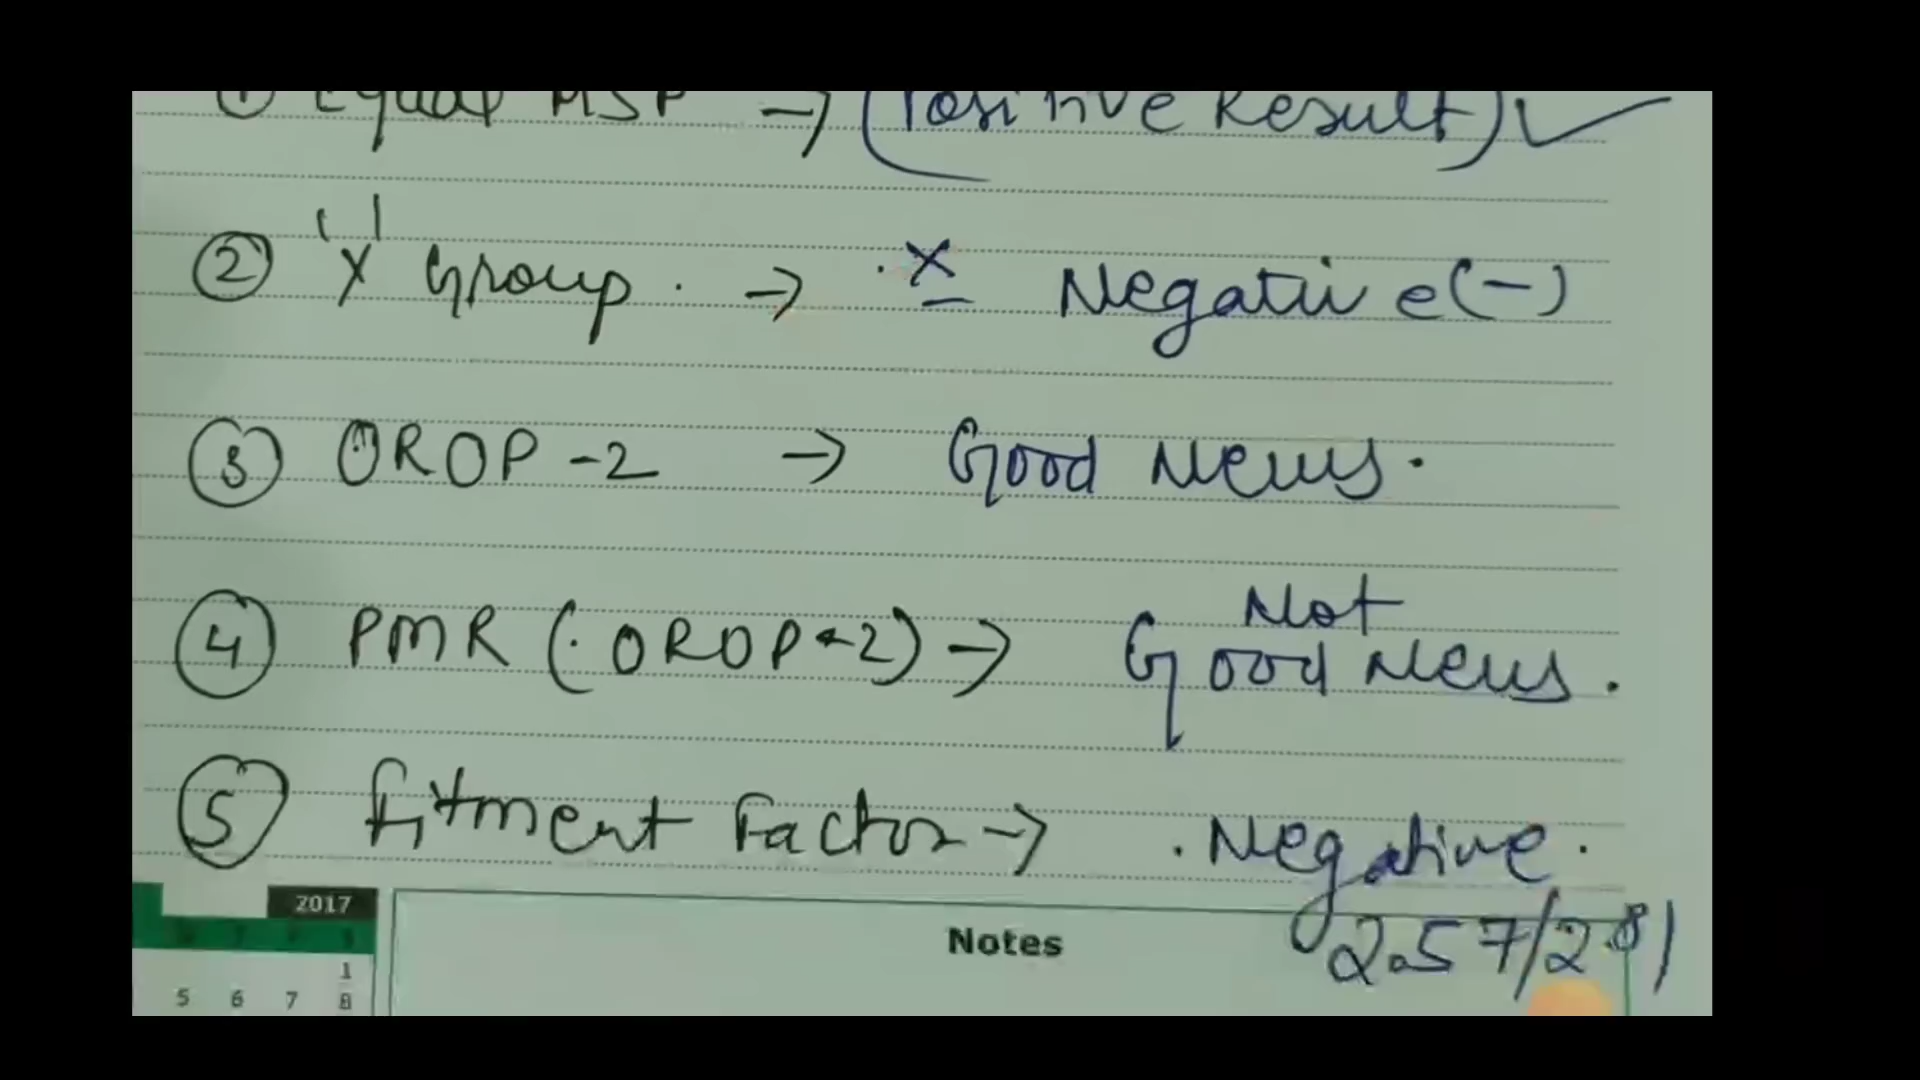 ① Equal MSP → (Positive Result) ✓
② 'X' Group. → X Negative (-)
③ OROP-2 → Good News.
④ PMR (OROP-2) → Not Good News.
⑤ Fitment Factor → Negative.
2.57/2.81
2017
Notes
1
5 6 7 8